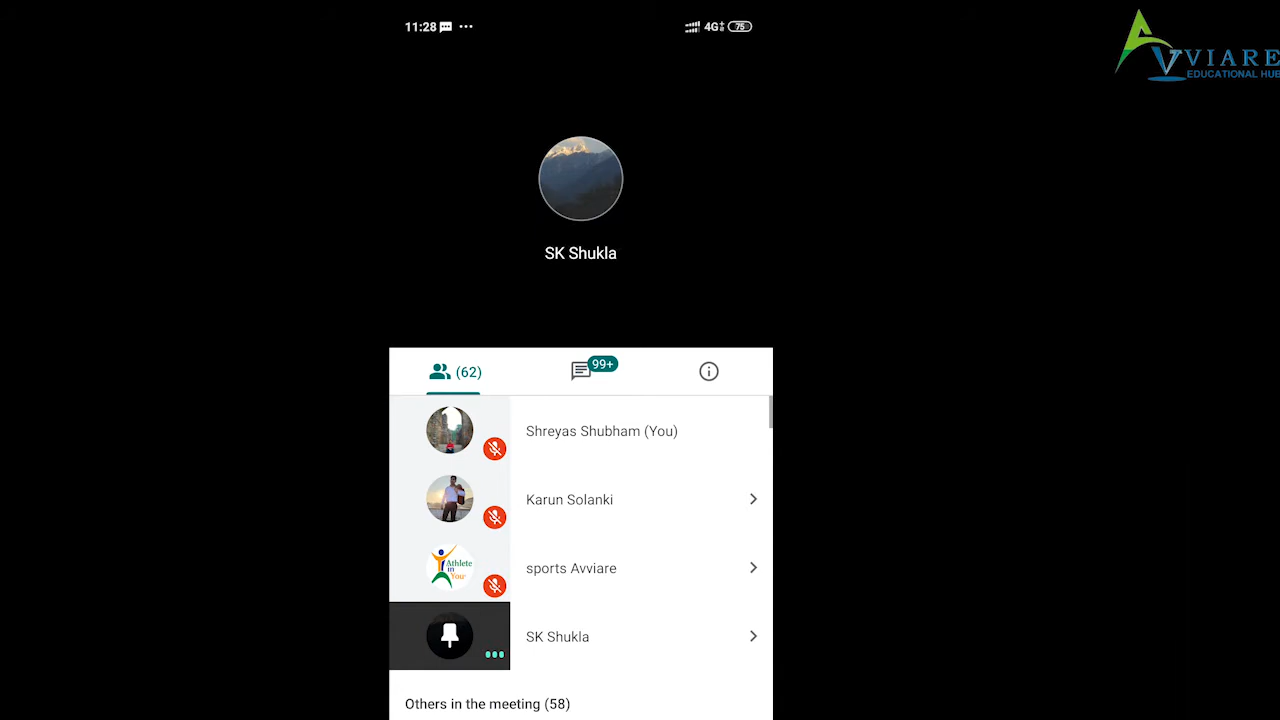 11:28
4G+
75
AVVIARE
EDUCATIONAL HUB
SK Shukla
(62)
99+
Shreyas Shubham (You)
Karun Solanki
Athlete
in
You
sports Avviare
SK Shukla
Others in the meeting (58)